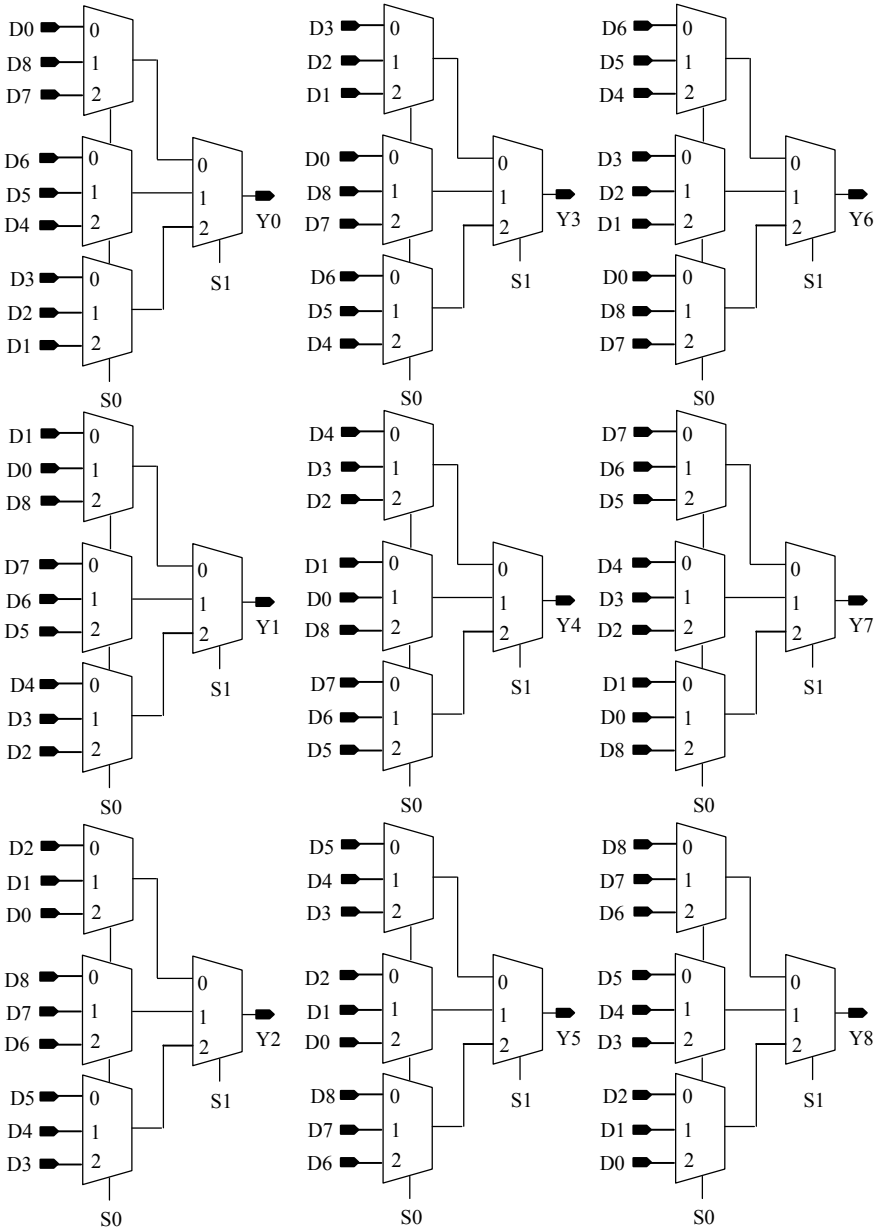 D0 0 D3 0 D6 0
D8 1 D2 1 D5 1
D7 2 D1 2 D4 2
D6 0 0 D0 0 0 D3 0 0
D5 1 1 D8 1 1 D2 1 1
D4 2 2 Y0 D7 2 2 Y3 D1 2 2 Y6
D3 0 S1 D6 0 S1 D0 0 S1
D2 1 D5 1 D8 1
D1 2 D4 2 D7 2
S0 S0 S0
D1 0 D4 0 D7 0
D0 1 D3 1 D6 1
D8 2 D2 2 D5 2
D7 0 0 D1 0 0 D4 0 0
D6 1 1 D0 1 1 D3 1 1
D5 2 2 Y1 D8 2 2 Y4 D2 2 2 Y7
D4 0 S1 D7 0 S1 D1 0 S1
D3 1 D6 1 D0 1
D2 2 D5 2 D8 2
S0 S0 S0
D2 0 D5 0 D8 0
D1 1 D4 1 D7 1
D0 2 D3 2 D6 2
D8 0 0 D2 0 0 D5 0 0
D7 1 1 D1 1 1 D4 1 1
D6 2 2 Y2 D0 2 2 Y5 D3 2 2 Y8
D5 0 S1 D8 0 S1 D2 0 S1
D4 1 D7 1 D1 1
D3 2 D6 2 D0 2
S0 S0 S0